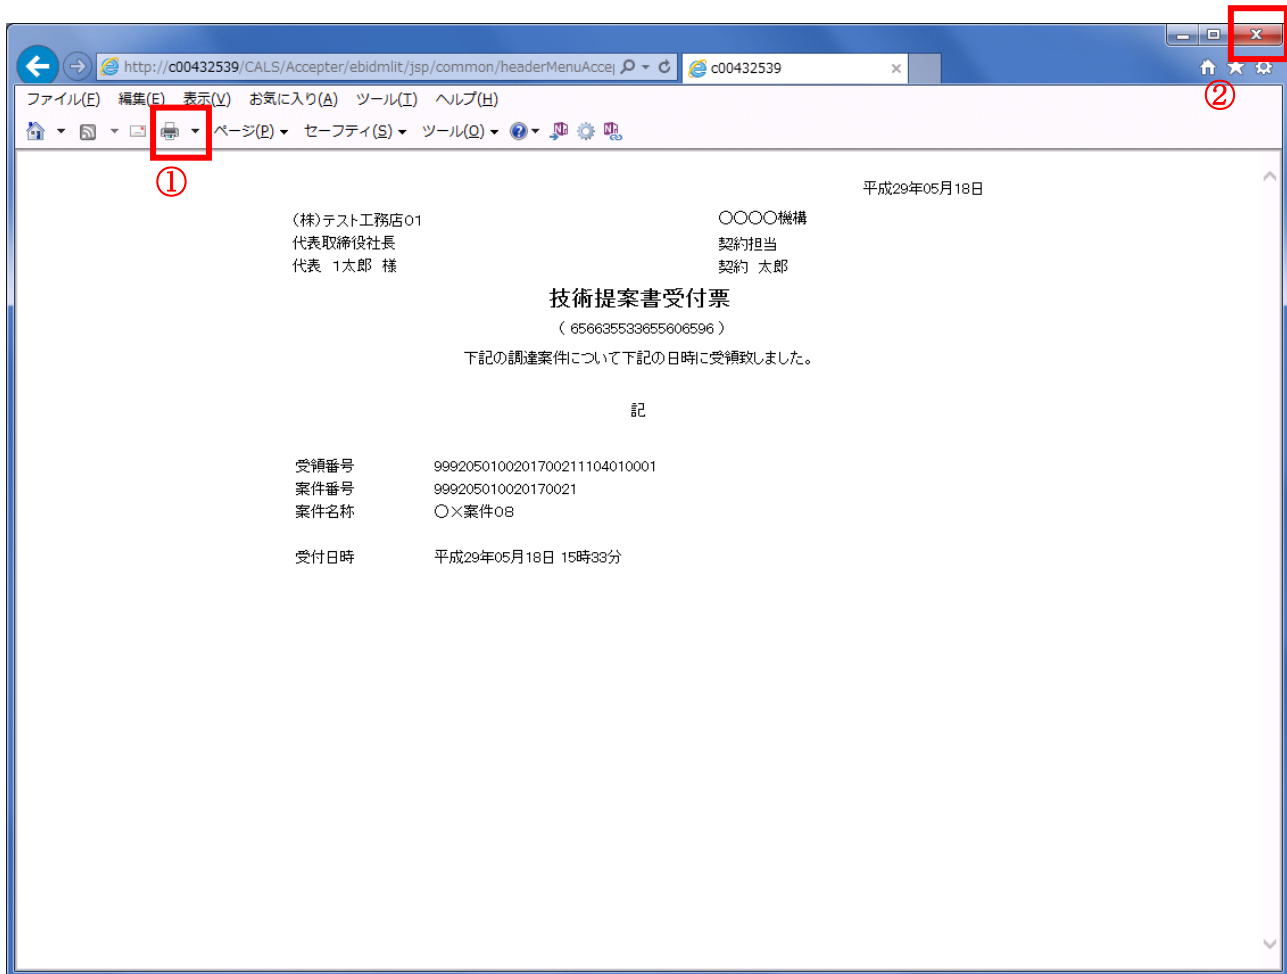 http://c00432539/CALS/Accepter/ebidmlit/jsp/common/headerMenuAccep
c00432539
②
ファイル(F) 編集(E) 表示(V) お気に入り(A) ツール(T) ヘルプ(H)
ページ(P) セーフティ(S) ツール(O)
①
平成29年05月18日
(株)テスト工務店01 〇〇〇〇機構
代表取締役社長 契約担当
代表 1太郎 様 契約 太郎
技術提案書受付票
( 656635533655606596 )
下記の調達案件について下記の日時に受領致しました。
記
受領番号 9992050100201700211104010001
案件番号 999205010020170021
案件名称 〇×案件08
受付日時 平成29年05月18日 15時33分